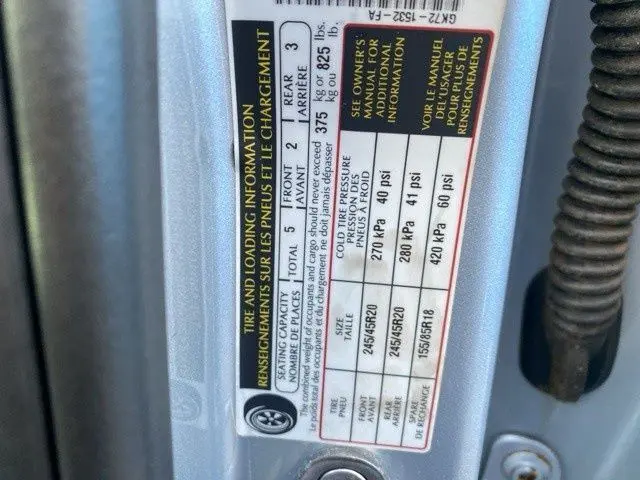 GK72-1532-FA
TIRE AND LOADING INFORMATION
RENSEIGNEMENTS SUR LES PNEUS ET LE CHARGEMENT
SEATING CAPACITY TOTAL 5 FRONT 2 REAR 3
NOMBRE DE PLACES AVANT ARRIÈRE
The combined weight of occupants and cargo should never exceed 375 kg or 825 lbs.
Le poids total des occupants et du chargement ne doit jamais dépasser kg ou lb.
TIRE SIZE COLD TIRE PRESSURE
PNEU TAILLE PRESSION DES
PNEUS A FROID
FRONT 245/45R20 270 kPa 40 psi
AVANT
REAR 245/45R20 280 kPa 41 psi
ARRIÈRE
SPARE 155/85R18 420 kPa 60 psi
DE RECHANGE
SEE OWNER'S
MANUAL FOR
ADDITIONAL
INFORMATION
VOIR LE MANUEL
DEL'USAGER
POUR PLUS DE
RENSEIGNEMENTS